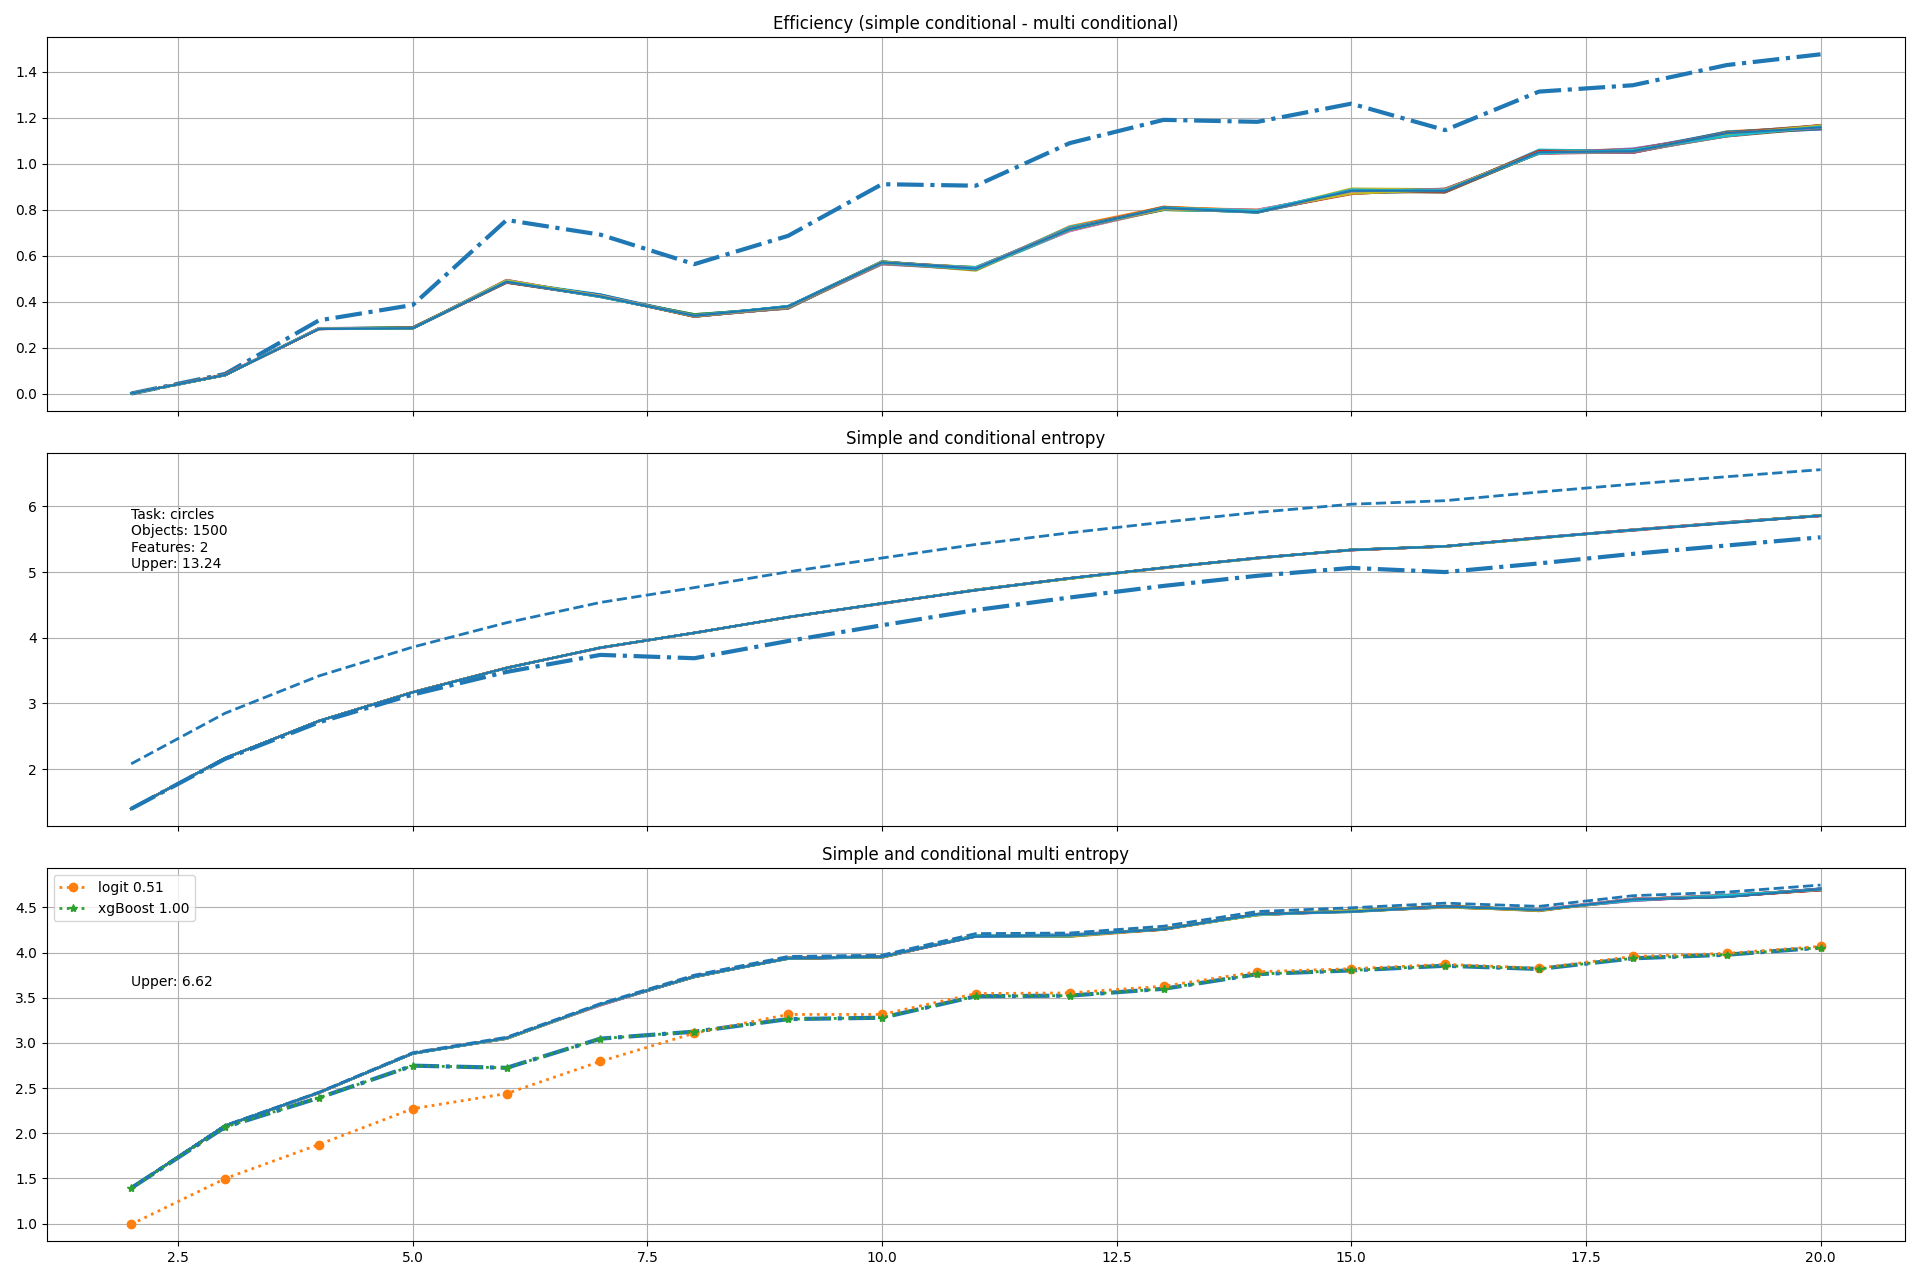 Efficiency (simple conditional - multi conditional)
1.4
1.2
1.0
0.8
0.6
0.4
0.2
0.0
Simple and conditional entropy
6
5
4
3
2
Task: circles
Objects: 1500
Features: 2
Upper: 13.24
Simple and conditional multi entropy
logit 0.51
xgBoost 1.00
Upper: 6.62
4.5
4.0
3.5
3.0
2.5
2.0
1.5
1.0
2.5 5.0 7.5 10.0 12.5 15.0 17.5 20.0